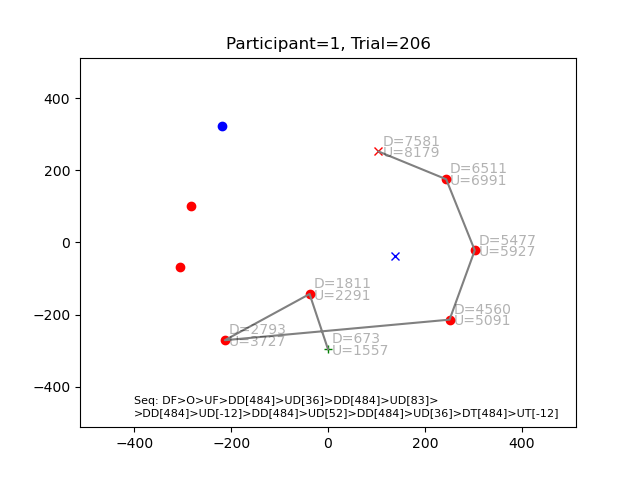 Participant=1, Trial=206
400
200
0
−200
−400
−400
−200
0
200
400
D=7581
U=8179
D=6511
U=6991
D=5477
U=5927
D=1811
U=2291
D=4560
U=5091
D=2793
U=3727
D=673
U=1557
Seq: DF>O>UF>DD[484]>UD[36]>DD[484]>UD[83]>
>DD[484]>UD[-12]>DD[484]>UD[52]>DD[484]>UD[36]>DT[484]>UT[-12]